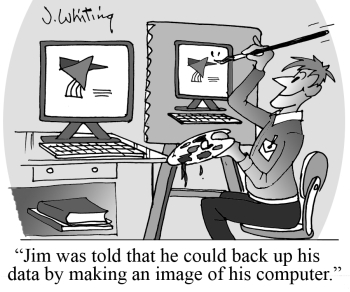 J. Whiting
“Jim was told that he could back up his
data by making an image of his computer.”